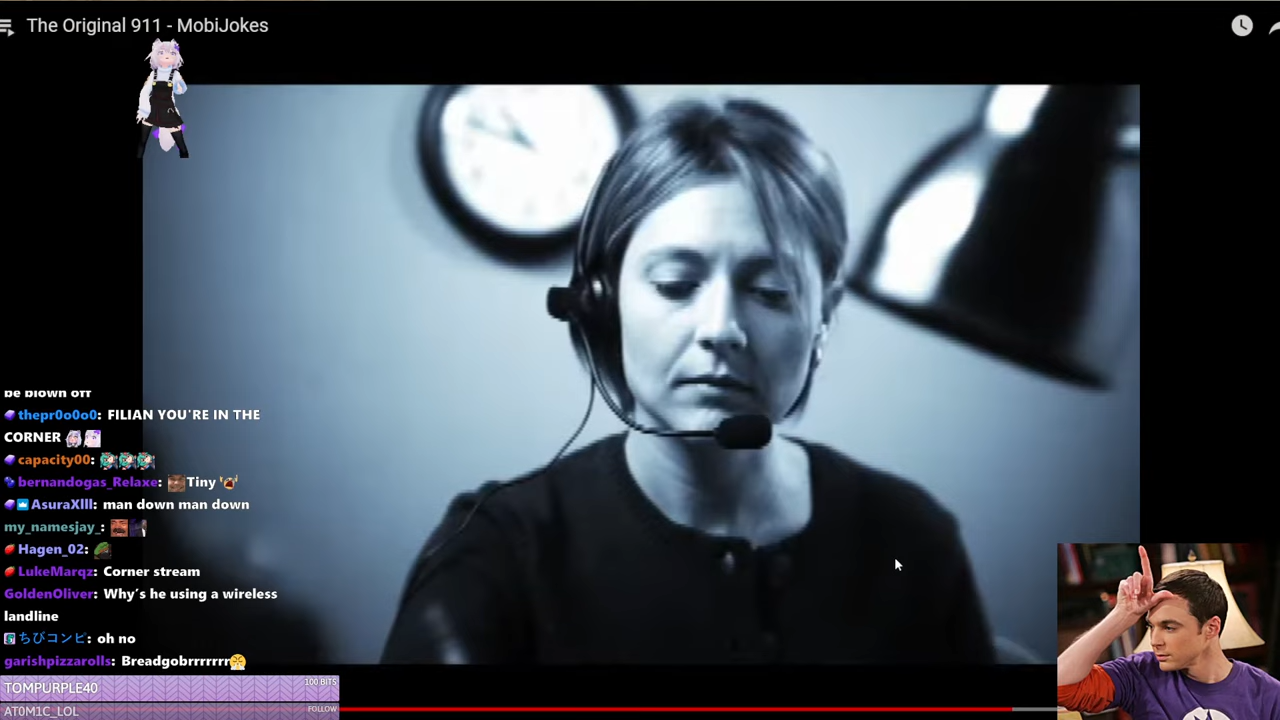 The Original 911 - MobiJokes
be blown off
thepr0o0o0: FILIAN YOU'RE IN THE
CORNER
capacity00:
bernandogas_Relaxe: Tiny
AsuraXIII: man down man down
my_namesjay_:
Hagen_02:
LukeMarqz: Corner stream
GoldenOliver: Why's he using a wireless
landline
ちびコンピ: oh no
garishpizzarolls: Breadgobrrrrrrr
TOMPURPLE40 100 BITS
AT0M1C_LOL FOLLOW